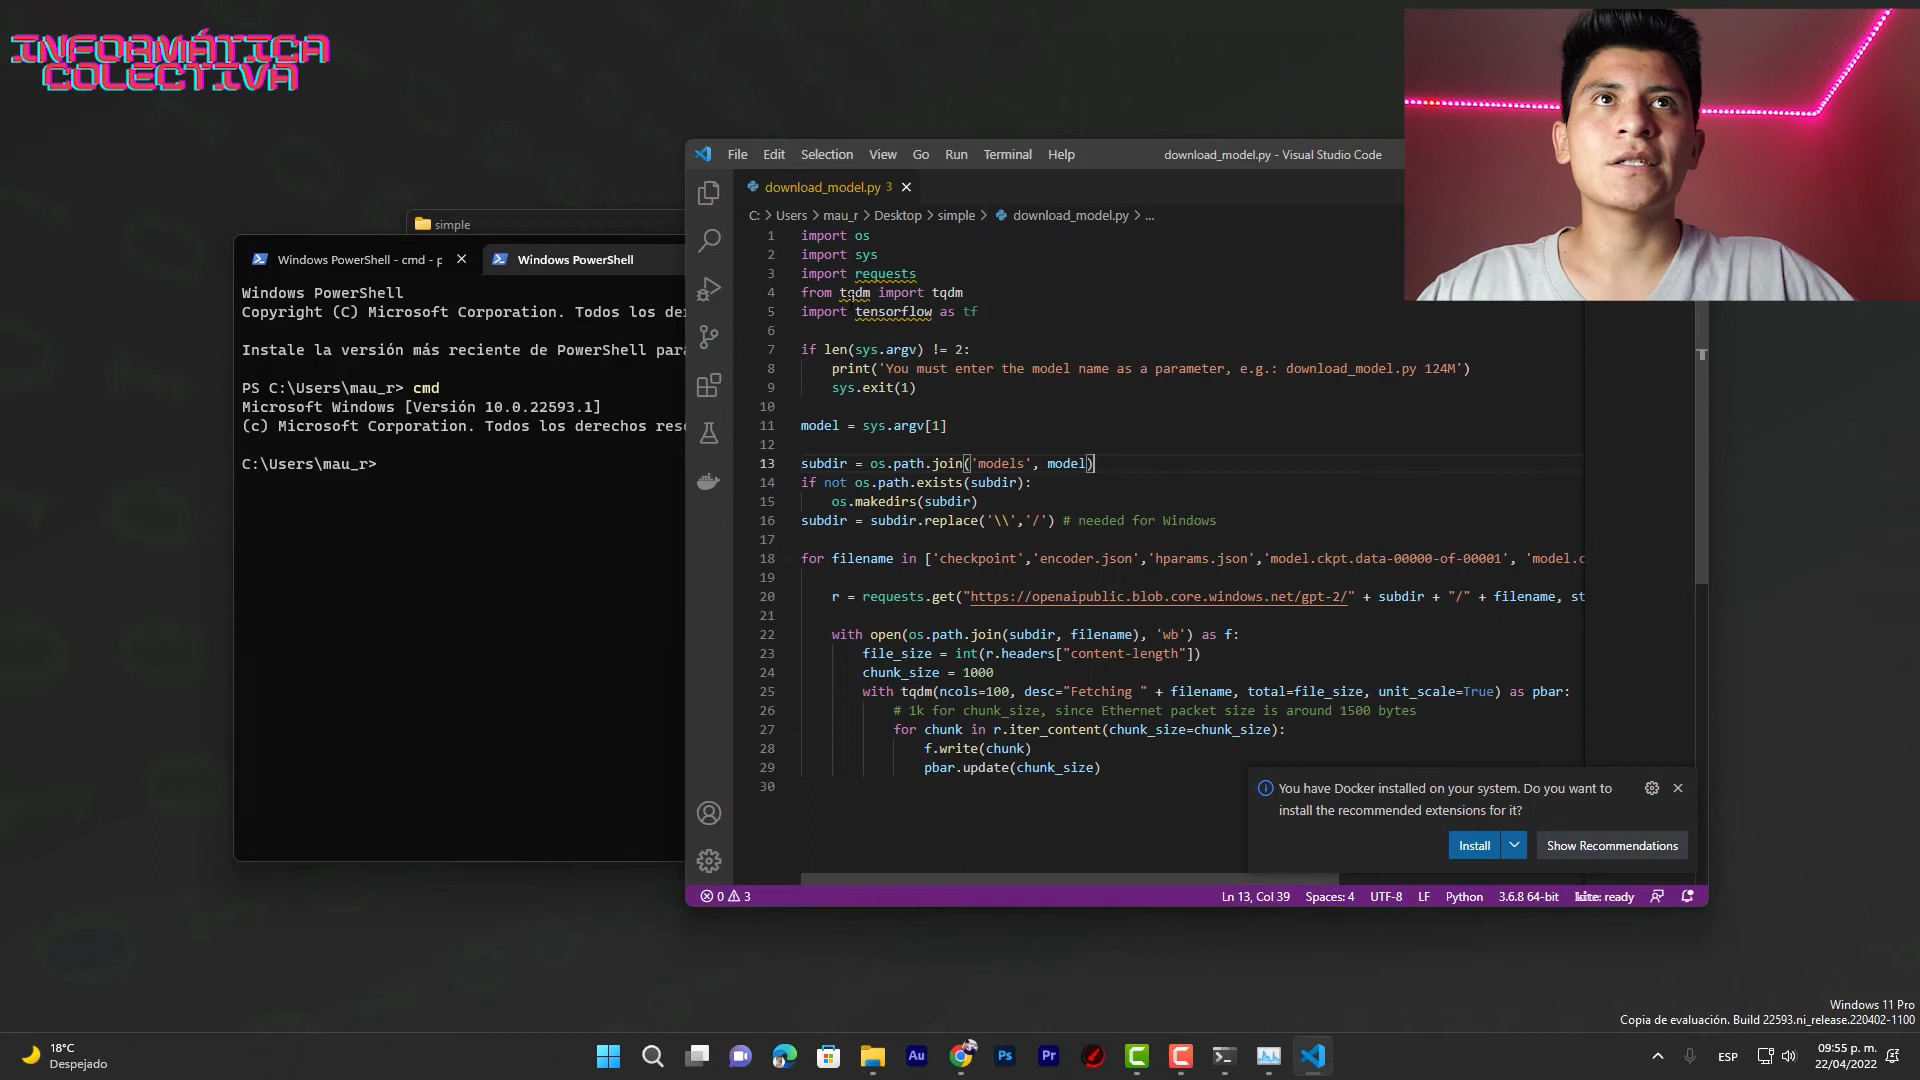 INFORMÁTICA
COLECTIVA
simple
Windows PowerShell - cmd - p
Windows PowerShell
Windows PowerShell
Copyright (C) Microsoft Corporation. Todos los der
Instale la versión más reciente de PowerShell para
PS C:\Users\mau_r> cmd
Microsoft Windows [Versión 10.0.22593.1]
(c) Microsoft Corporation. Todos los derechos rese
C:\Users\mau_r>
File Edit Selection View Go Run Terminal Help
download_model.py - Visual Studio Code
download_model.py 3
C: > Users > mau_r > Desktop > simple > download_model.py > ...
1 import os
2 import sys
3 import requests
4 from tqdm import tqdm
5 import tensorflow as tf
6
7 if len(sys.argv) != 2:
8 print('You must enter the model name as a parameter, e.g.: download_model.py 124M')
9 sys.exit(1)
10
11 model = sys.argv[1]
12
13 subdir = os.path.join('models', model)
14 if not os.path.exists(subdir):
15 os.makedirs(subdir)
16 subdir = subdir.replace('\\','/') # needed for Windows
17
18 for filename in ['checkpoint','encoder.json','hparams.json','model.ckpt.data-00000-of-00001', 'model.c
19
20 r = requests.get("https://openaipublic.blob.core.windows.net/gpt-2/" + subdir + "/" + filename, st
21
22 with open(os.path.join(subdir, filename), 'wb') as f:
23 file_size = int(r.headers["content-length"])
24 chunk_size = 1000
25 with tqdm(ncols=100, desc="Fetching " + filename, total=file_size, unit_scale=True) as pbar:
26 # 1k for chunk_size, since Ethernet packet size is around 1500 bytes
27 for chunk in r.iter_content(chunk_size=chunk_size):
28 f.write(chunk)
29 pbar.update(chunk_size)
30
You have Docker installed on your system. Do you want to
install the recommended extensions for it?
Install
Show Recommendations
0 3
Ln 13, Col 39 Spaces: 4 UTF-8 LF Python 3.6.8 64-bit kite: ready
Windows 11 Pro
Copia de evaluación. Build 22593.ni_release.220402-1100
18°C
Despejado
Au
Ps
Pr
ESP
09:55 p. m.
22/04/2022